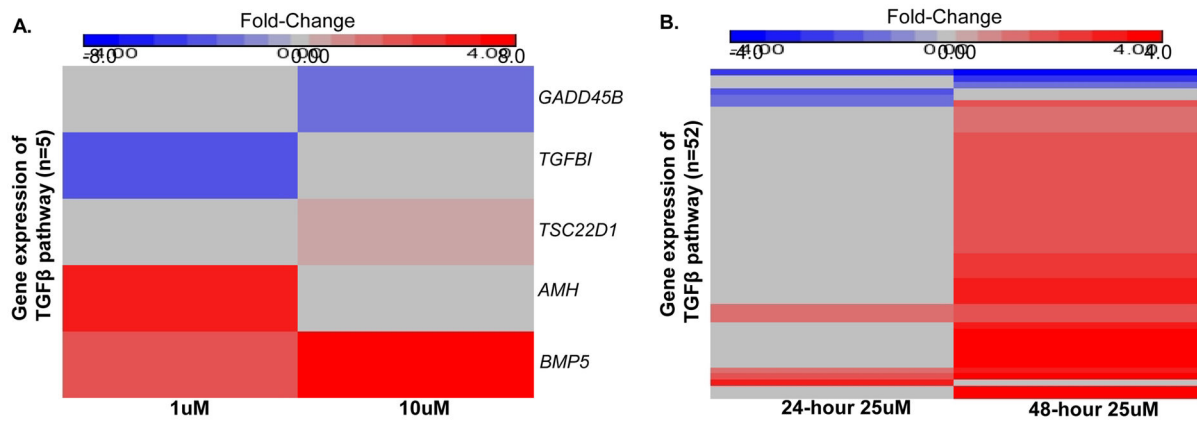 A.
Fold-Change
-8.0 0.00 8.0
Gene expression of
TGFβ pathway (n=5)
GADD45B
TGFBI
TSC22D1
AMH
BMP5
1uM 10uM
B.
Fold-Change
-4.0 0.00 4.0
Gene expression of
TGFβ pathway (n=52)
24-hour 25uM 48-hour 25uM